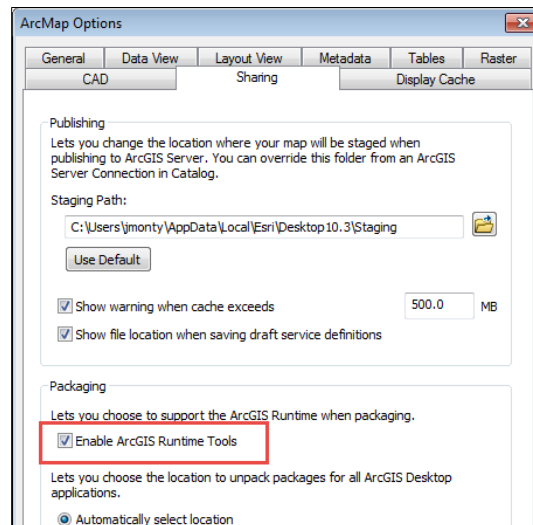 ArcMap Options
General Data View Layout View Metadata Tables Raster
CAD Sharing Display Cache
Publishing
Lets you change the location where your map will be staged when
publishing to ArcGIS Server. You can override this folder from an ArcGIS
Server Connection in Catalog.
Staging Path:
C:\Users\jmonty\AppData\Local\Esri\Desktop10.3\Staging
Use Default
Show warning when cache exceeds 500.0 MB
Show file location when saving draft service definitions
Packaging
Lets you choose to support the ArcGIS Runtime when packaging.
Enable ArcGIS Runtime Tools
Lets you choose the location to unpack packages for all ArcGIS Desktop
applications.
Automatically select location